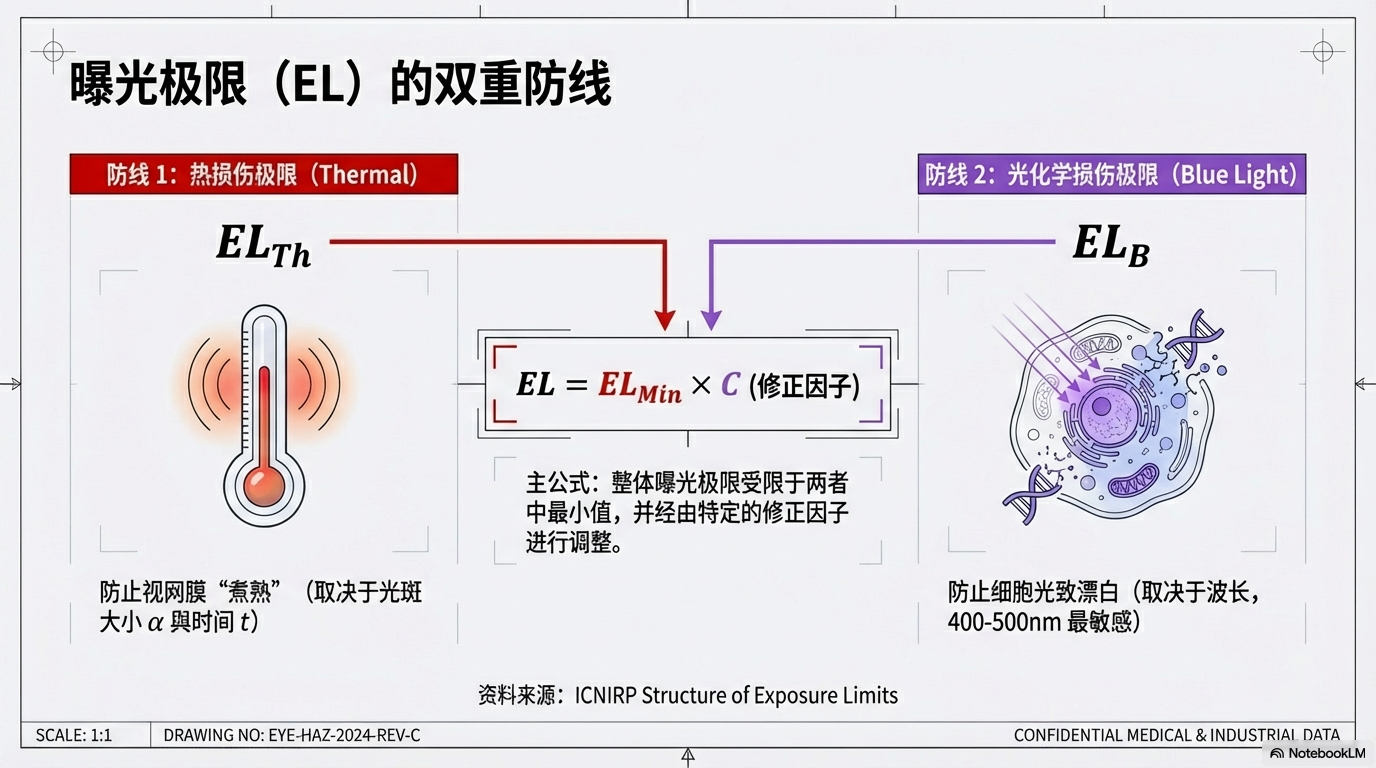 曝光极限（EL）的双重防线
防线 1：热损伤极限（Thermal）
EL_Th
防止视网膜“煮熟”（取决于光斑
大小 α 與时间 t）
EL = EL_Min × C (修正因子)
主公式：整体曝光极限受限于两者
中最小值，并经由特定的修正因子
进行调整。
防线 2：光化学损伤极限（Blue Light）
EL_B
防止细胞光致漂白（取决于波长，
400-500nm 最敏感）
资料来源：ICNIRP Structure of Exposure Limits
SCALE: 1:1
DRAWING NO: EYE-HAZ-2024-REV-C
CONFIDENTIAL MEDICAL & INDUSTRIAL DATA
NotebookLM